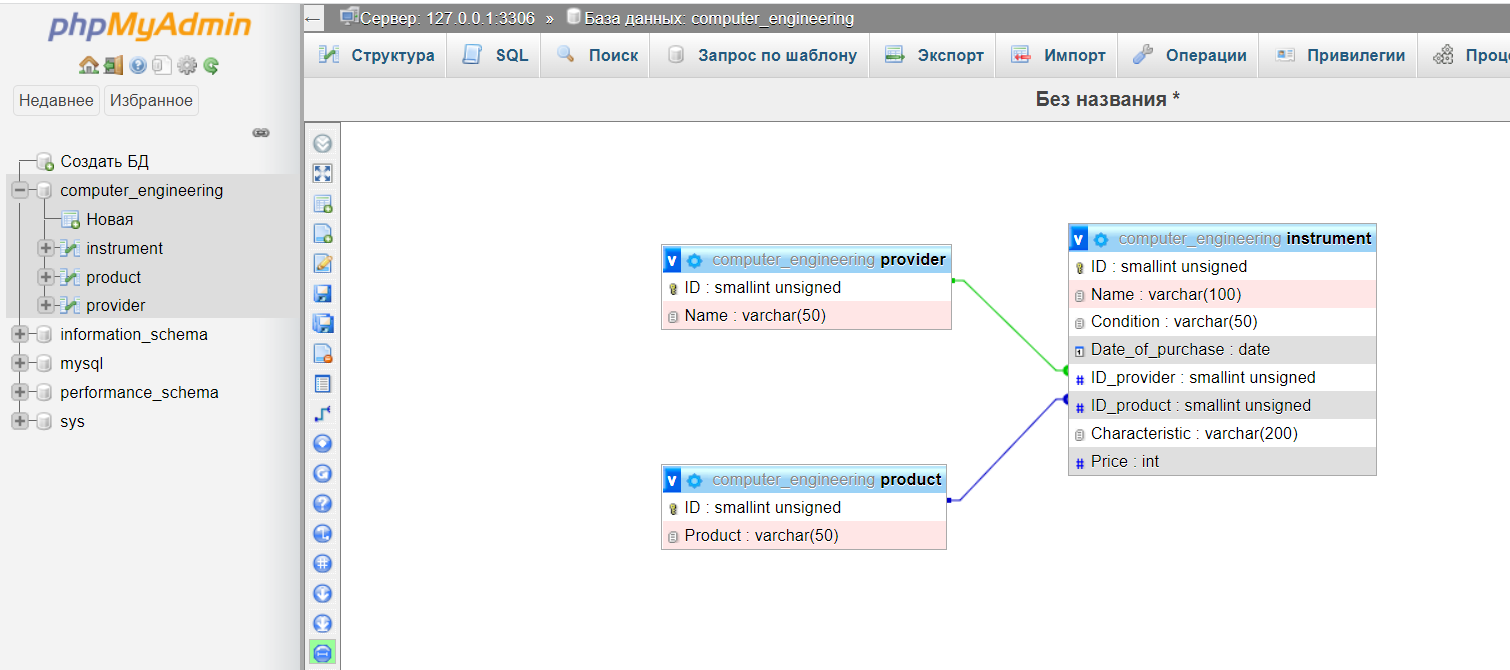 phpMyAdmin
Недавнее Избранное
Создать БД
computer_engineering
Новая
instrument
product
provider
information_schema
mysql
performance_schema
sys
← Сервер: 127.0.0.1:3306 » База данных: computer_engineering
Структура SQL Поиск Запрос по шаблону Экспорт Импорт Операции Привилегии Проц
Без названия *
v computer_engineering provider
ID : smallint unsigned
Name : varchar(50)
v computer_engineering instrument
ID : smallint unsigned
Name : varchar(100)
Condition : varchar(50)
Date_of_purchase : date
# ID_provider : smallint unsigned
# ID_product : smallint unsigned
Characteristic : varchar(200)
# Price : int
v computer_engineering product
ID : smallint unsigned
Product : varchar(50)